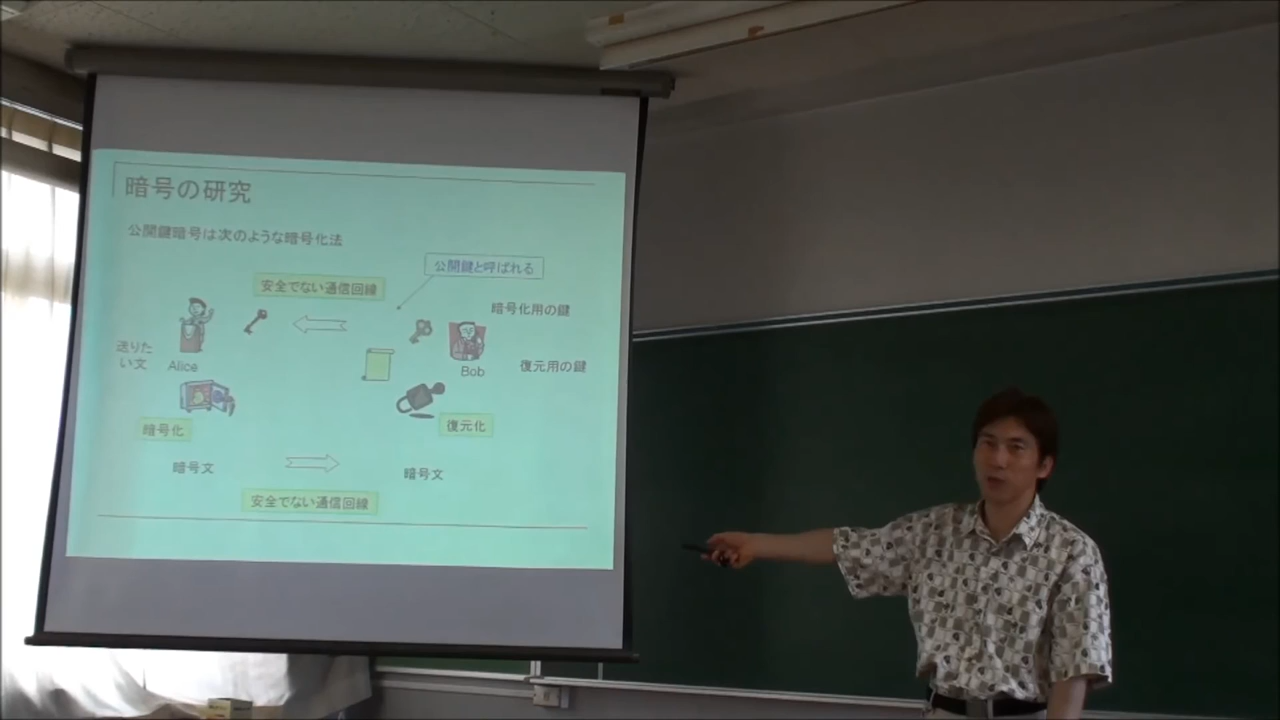 暗号の研究
公開鍵暗号は次のような暗号化法
公開鍵と呼ばれる
安全でない通信回線
暗号化用の鍵
送りた
い文
Alice
Bob
復元用の鍵
暗号化
復元化
暗号文
暗号文
安全でない通信回線